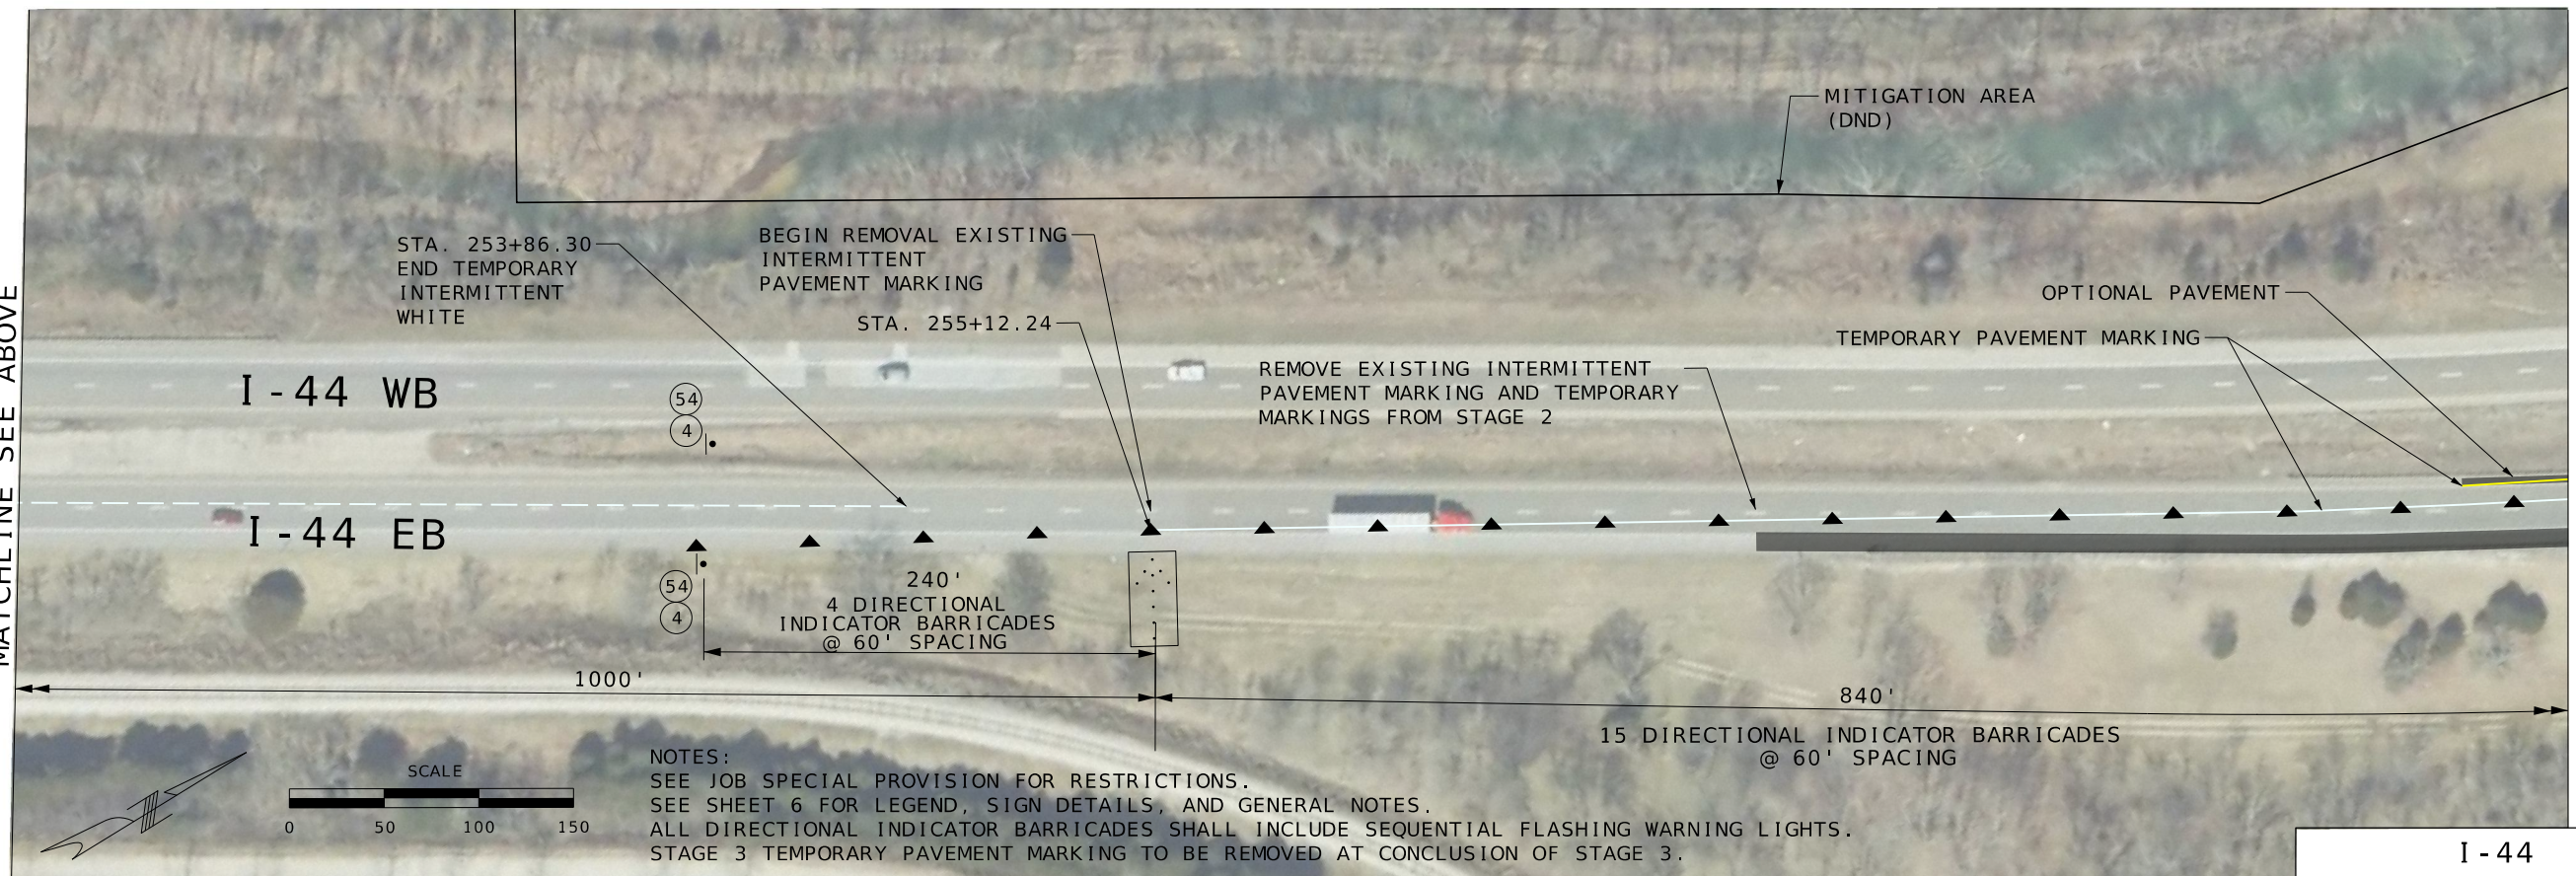 MATCHLINE SEE ABOVE
MITIGATION AREA
(DND)
STA. 253+86.30
END TEMPORARY
INTERMITTENT
WHITE
BEGIN REMOVAL EXISTING
INTERMITTENT
PAVEMENT MARKING
STA. 255+12.24
OPTIONAL PAVEMENT
TEMPORARY PAVEMENT MARKING
REMOVE EXISTING INTERMITTENT
PAVEMENT MARKING AND TEMPORARY
MARKINGS FROM STAGE 2
I-44 WB
54
4
I-44 EB
54
4
240'
4 DIRECTIONAL
INDICATOR BARRICADES
@ 60' SPACING
1000'
840'
15 DIRECTIONAL INDICATOR BARRICADES
@ 60' SPACING
SCALE
0 50 100 150
NOTES:
SEE JOB SPECIAL PROVISION FOR RESTRICTIONS.
SEE SHEET 6 FOR LEGEND, SIGN DETAILS, AND GENERAL NOTES.
ALL DIRECTIONAL INDICATOR BARRICADES SHALL INCLUDE SEQUENTIAL FLASHING WARNING LIGHTS.
STAGE 3 TEMPORARY PAVEMENT MARKING TO BE REMOVED AT CONCLUSION OF STAGE 3.
I-44